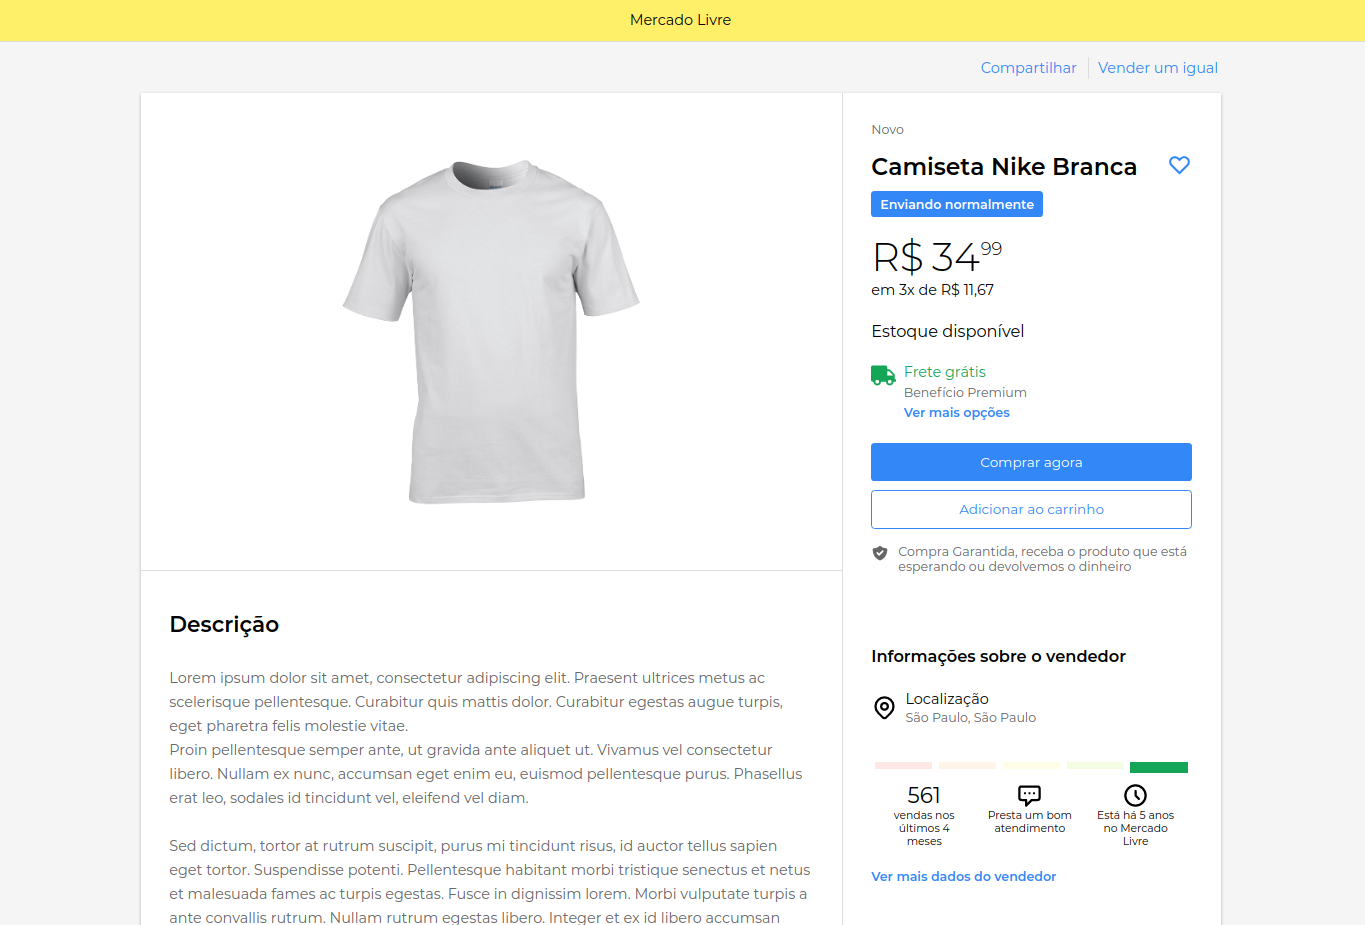 Mercado Livre
Compartilhar
Vender um igual
Novo
Camiseta Nike Branca
Enviando normalmente
R$ 34 99
em 3x de R$ 11,67
Estoque disponível
Frete grátis
Benefício Premium
Ver mais opções
Comprar agora
Adicionar ao carrinho
Compra Garantida, receba o produto que está
esperando ou devolvemos o dinheiro
Informações sobre o vendedor
Localização
São Paulo, São Paulo
561
vendas nos
últimos 4
meses
Presta um bom
atendimento
Está há 5 anos
no Mercado
Livre
Ver mais dados do vendedor
Descrição
Lorem ipsum dolor sit amet, consectetur adipiscing elit. Praesent ultrices metus ac
scelerisque pellentesque. Curabitur quis mattis dolor. Curabitur egestas augue turpis,
eget pharetra felis molestie vitae.
Proin pellentesque semper ante, ut gravida ante aliquet ut. Vivamus vel consectetur
libero. Nullam ex nunc, accumsan eget enim eu, euismod pellentesque purus. Phasellus
erat leo, sodales id tincidunt vel, eleifend vel diam.
Sed dictum, tortor at rutrum suscipit, purus mi tincidunt risus, id auctor tellus sapien
eget tortor. Suspendisse potenti. Pellentesque habitant morbi tristique senectus et netus
et malesuada fames ac turpis egestas. Fusce in dignissim lorem. Morbi vulputate turpis a
ante convallis rutrum. Nullam rutrum egestas libero. Integer et ex id libero accumsan